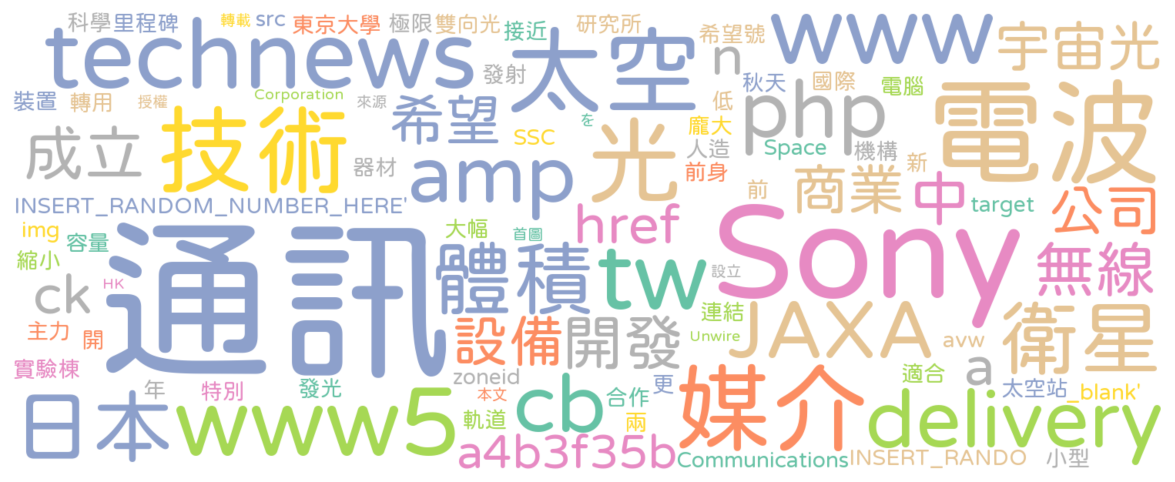 科學 里程碑 轉載 src 東京大學 極限 雙向光 接近 研究所 希望號 www 宇宙光
technews 太空 n
發射 秋天 國際 電腦
裝置 轉用 授權 Corporation 來源 希望 を 低 php 電波
成立 技術 器材 SSC 光 龐大 人造 Space 機構
amp 前身 新
INSERT_RANDOM_NUMBER_HERE' href 前 商業 中 target 公司
img 容量 大幅 首圖 Sony
縮小 通訊 體積 tw 設立 無線
ck HK 連結
主力 開 設備 開發 Unwire JAXA avw 衛星
實驗棟 zoneid a 適合
年 特別 發光 本文 cb 合作 更 媒介 太空站 _blank'
日本 www5 軌道 兩 delivery
a4b3f35b Communications INSERT_RANDO 小型